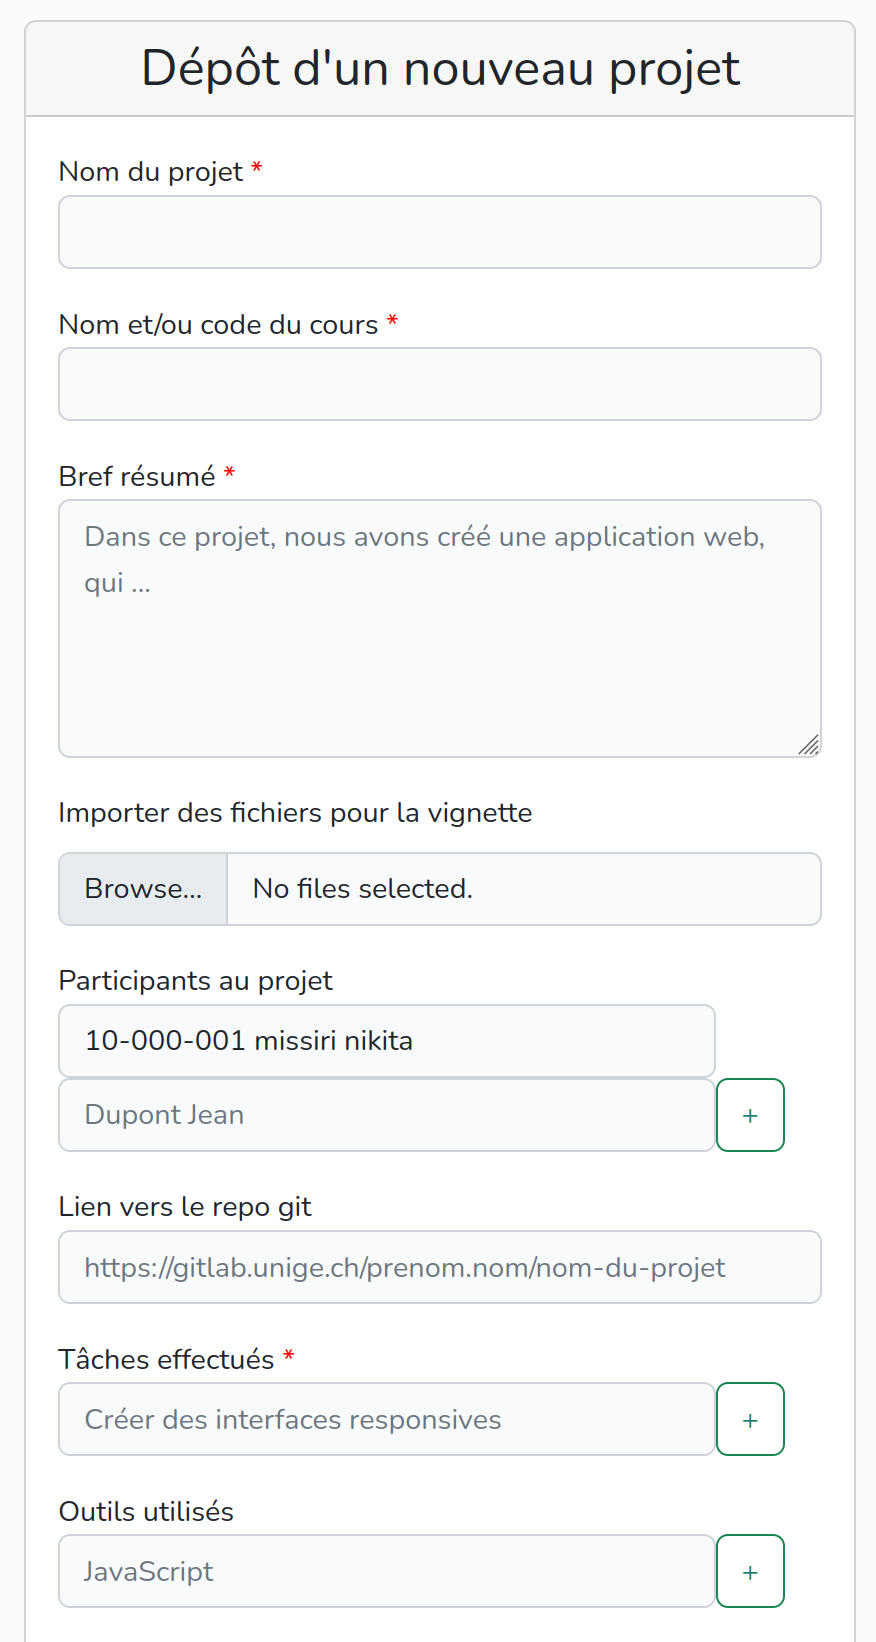 Dépôt d'un nouveau projet
Nom du projet *
Nom et/ou code du cours *
Bref résumé *
Dans ce projet, nous avons créé une application web,
qui ...
Importer des fichiers pour la vignette
Browse... No files selected.
Participants au projet
10-000-001 missiri nikita
Dupont Jean +
Lien vers le repo git
https://gitlab.unige.ch/prenom.nom/nom-du-projet
Tâches effectués *
Créer des interfaces responsives +
Outils utilisés
JavaScript +